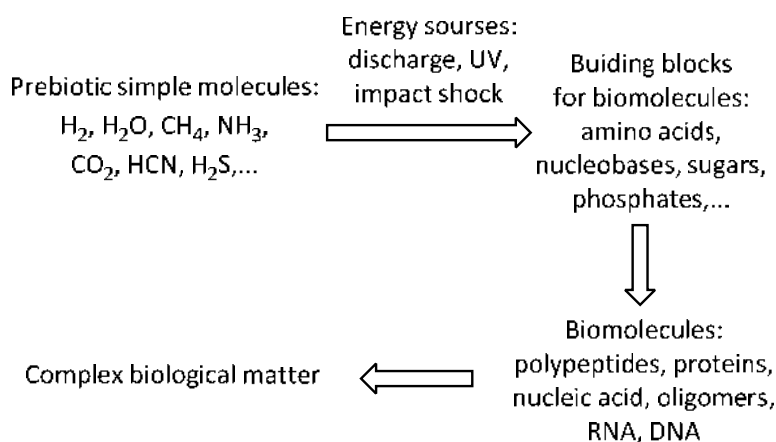 Prebiotic simple molecules:
H₂, H₂O, CH₄, NH₃,
CO₂, HCN, H₂S,...
Energy sourses:
discharge, UV,
impact shock
Buiding blocks
for biomolecules:
amino acids,
nucleobases, sugars,
phosphates,...
Biomolecules:
polypeptides, proteins,
nucleic acid, oligomers,
RNA, DNA
Complex biological matter